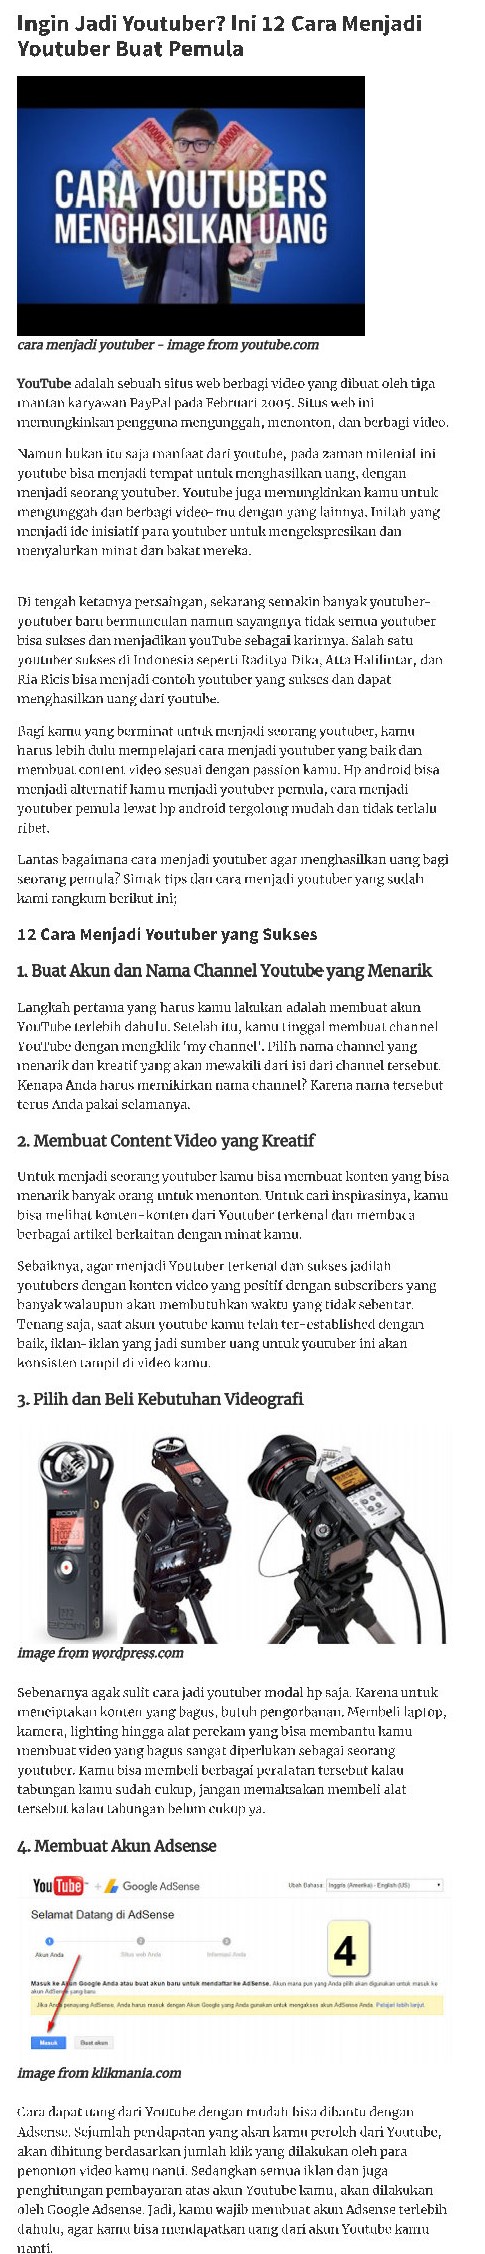 Ingin Jadi Youtuber? Ini 12 Cara Menjadi
Youtuber Buat Pemula
CARA YOUTUBERS
MENGHASILKAN UANG
cara menjadi youtuber - image from youtube.com
YouTube adalah sebuah situs web berbagi video yang dibuat oleh tiga
mantan karyawan PayPal pada Februari 2005. Situs web ini
memungkinkan pengguna mengunggah, menonton, dan berbagi video.
Namun bukan itu saja manfaat dari youtube, pada zaman milenial ini
youtube bisa menjadi tempat untuk menghasilkan uang, dengan
menjadi seorang youtuber. Youtube juga memungkinkan kamu untuk
mengunggah dan berbagi video-mu dengan yang lainnya. Inilah yang
menjadi ide inisiatif para youtuber untuk mengekspresikan dan
menyalurkan minat dan bakat mereka.
Di tengah ketatnya persaingan, sekarang semakin banyak youtuber-
youtuber baru bermunculan namun sayangnya tidak semua youtuber
bisa sukses dan menjadikan youTube sebagai karirnya. Salah satu
youtuber sukses di Indonesia seperti Raditya Dika, Atta Halilintar, dan
Ria Ricis bisa menjadi contoh youtuber yang sukses dan dapat
menghasilkan uang dari youtube.
Bagi kamu yang berminat untuk menjadi seorang youtuber, kamu
harus lebih dulu mempelajari cara menjadi youtuber yang baik dan
membuat content video sesuai dengan passion kamu. Hp android bisa
menjadi alternatif kamu menjadi youtuber pemula, cara menjadi
youtuber pemula lewat hp android tergolong mudah dan tidak terlalu
ribet.
Lantas bagaimana cara menjadi youtuber agar menghasilkan uang bagi
seorang pemula? Simak tips dan cara menjadi youtuber yang sudah
kami rangkum berikut ini;
12 Cara Menjadi Youtuber yang Sukses
1. Buat Akun dan Nama Channel Youtube yang Menarik
Langkah pertama yang harus kamu lakukan adalah membuat akun
YouTube terlebih dahulu. Setelah itu, kamu tinggal membuat channel
YouTube dengan mengklik 'my channel'. Pilih nama channel yang
menarik dan kreatif yang akan mewakili dari isi dari channel tersebut.
Kenapa Anda harus memikirkan nama channel? Karena nama tersebut
terus Anda pakai selamanya.
2. Membuat Content Video yang Kreatif
Untuk menjadi seorang youtuber kamu bisa membuat konten yang bisa
menarik banyak orang untuk menonton. Untuk cari inspirasinya, kamu
bisa melihat konten-konten dari Youtuber terkenal dan membaca
berbagai artikel berkaitan dengan minat kamu.
Sebaiknya, agar menjadi Youtuber terkenal dan sukses jadilah
youtubers dengan konten video yang positif dengan subscribers yang
banyak walaupun akan membutuhkan waktu yang tidak sebentar.
Tenang saja, saat akun youtube kamu telah ter-established dengan
baik, iklan-iklan yang jadi sumber uang untuk youtuber ini akan
konsisten tampil di video kamu.
3. Pilih dan Beli Kebutuhan Videografi
zoom
image from wordpress.com
Sebenarnya agak sulit cara jadi youtuber modal hp saja. Karena untuk
menciptakan konten yang bagus, butuh pengorbanan. Membeli laptop,
kamera, lighting hingga alat perekam yang bisa membantu kamu
membuat video yang bagus sangat diperlukan sebagai seorang
youtuber. Kamu bisa membeli berbagai peralatan tersebut kalau
tabungan kamu sudah cukup, jangan memaksakan membeli alat
tersebut kalau tabungan belum cukup ya.
4. Membuat Akun Adsense
YouTube + Google AdSense Ubah Bahasa: Inggris (Amerika) - English (US)
Selamat Datang di AdSense
1 2 3
Akun Anda Situs web Anda Informasi Anda
4
Masuk ke Akun Google Anda atau buat akun baru untuk mendaftar ke AdSense. Akun mana pun yang Anda pilih akan digunakan untuk masuk ke
akun AdSense yang baru.
Jika Anda penayang AdSense, Anda harus masuk dengan Akun Google yang Anda gunakan untuk mengakses akun AdSense Anda. Pelajari lebih lanjut.
Masuk Buat akun
image from klikmania.com
Cara dapat uang dari Youtube dengan mudah bisa dibantu dengan
Adsense. Sejumlah pendapatan yang akan kamu peroleh dari Youtube,
akan dihitung berdasarkan jumlah klik yang dilakukan oleh para
penonton video kamu nanti. Sedangkan semua iklan dan juga
penghitungan pembayaran atas akun Youtube kamu, akan dilakukan
oleh Google Adsense. Jadi, kamu wajib membuat akun Adsense terlebih
dahulu, agar kamu bisa mendapatkan uang dari akun Youtube kamu
nanti.